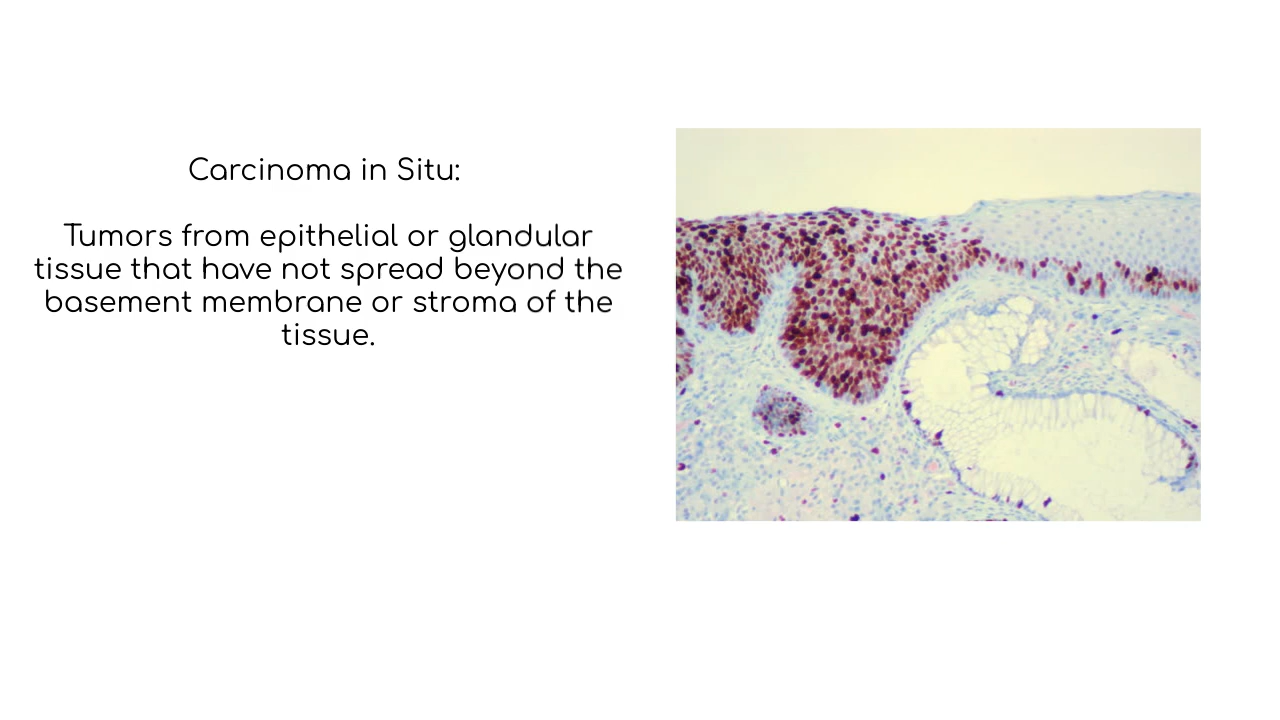 Carcinoma in Situ:
Tumors from epithelial or glandular
tissue that have not spread beyond the
basement membrane or stroma of the
tissue.